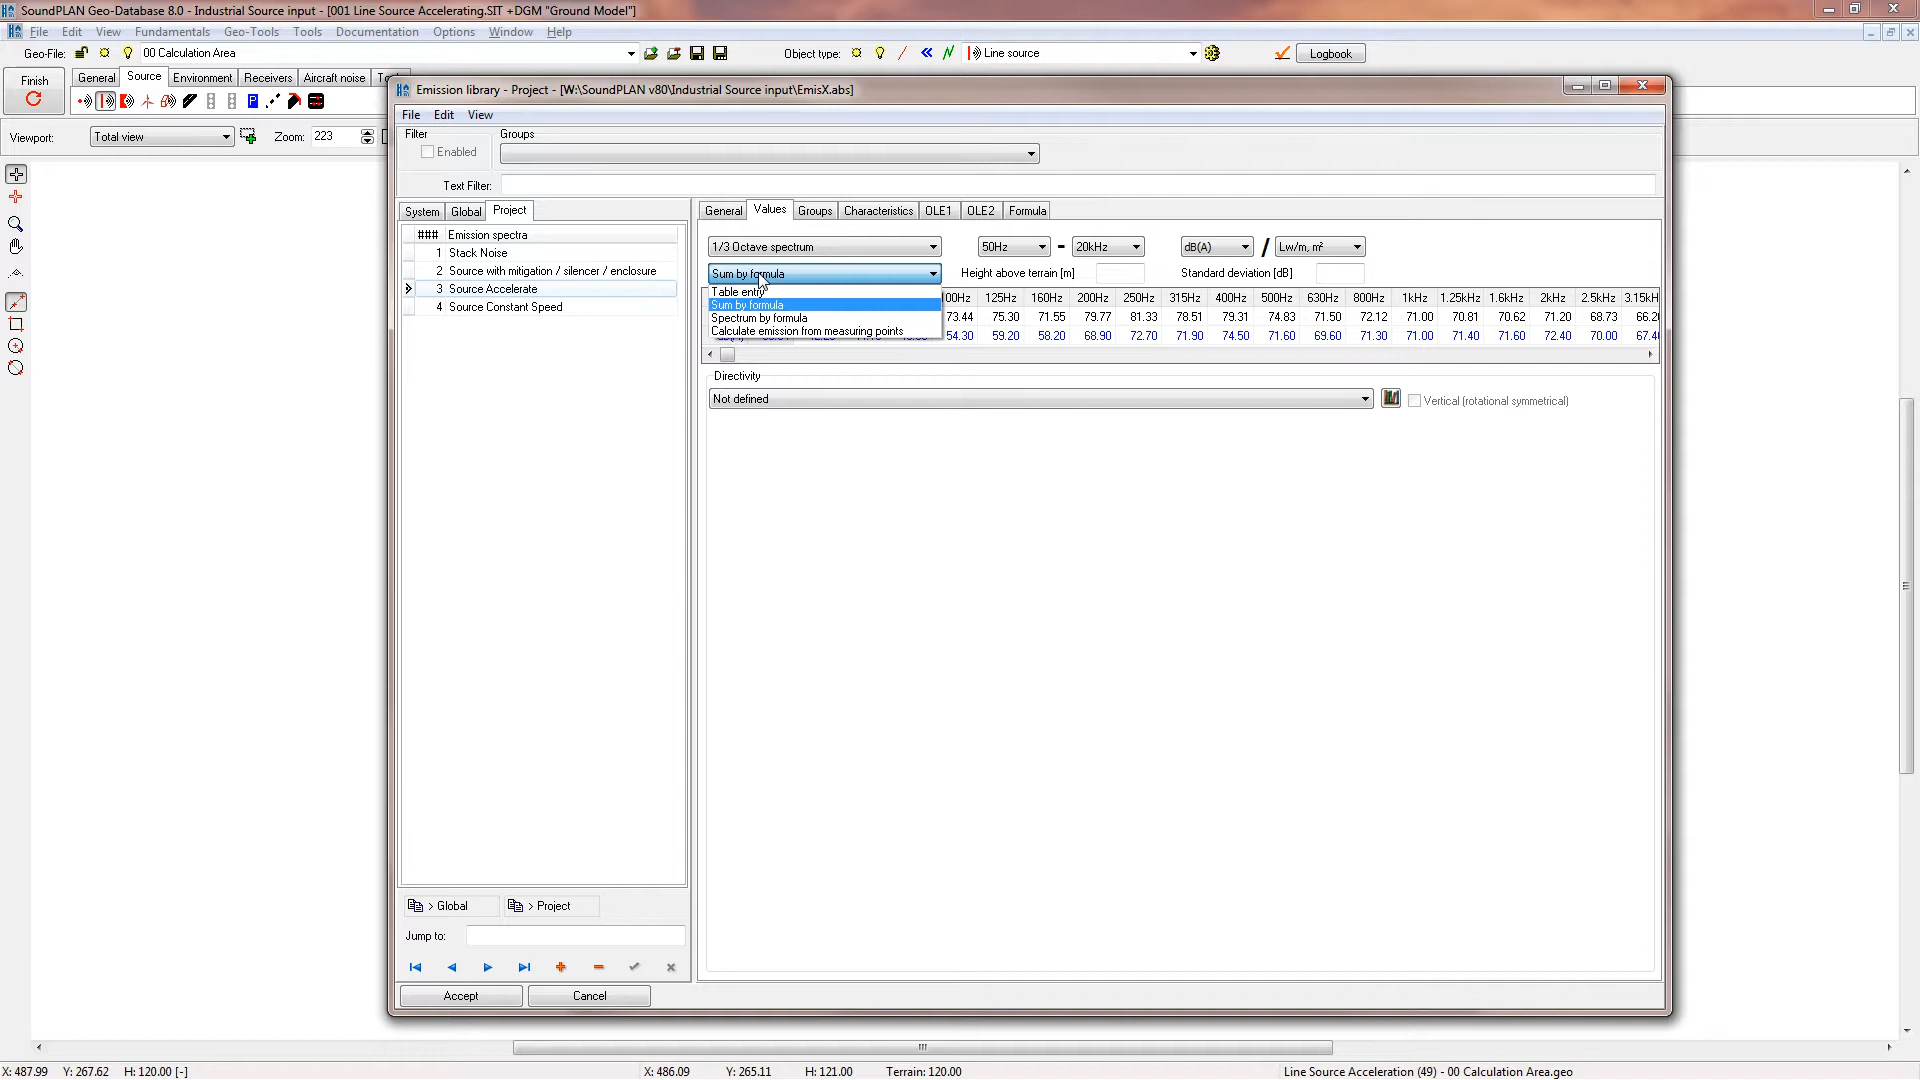 SoundPLAN Geo-Database 8.0 - Industrial Source input - [001 Line Source Accelerating.SIT +DGM "Ground Model"]
File Edit View Fundamentals Geo-Tools Tools Documentation Options Window Help
Geo-File: 00 Calculation Area Object type: Line source Logbook
Finish General Source Environment Receivers Aircraft noise
Viewport: Total view Zoom: 223
Emission library - Project - [W:\SoundPLAN v80\Industrial Source input\EmisX.abs]
File Edit View
Filter Groups
Enabled
Text Filter:
System Global Project
### Emission spectra
1 Stack Noise
2 Source with mitigation / silencer / enclosure
3 Source Accelerate
4 Source Constant Speed
General Values Groups Characteristics OLE1 OLE2 Formula
1/3 Octave spectrum 50Hz - 20kHz dB(A) / Lw/m, m²
Sum by formula Height above terrain [m] Standard deviation [dB]
Table entry
Sum by formula
Spectrum by formula
Calculate emission from measuring points
00Hz 125Hz 160Hz 200Hz 250Hz 315Hz 400Hz 500Hz 630Hz 800Hz 1kHz 1.25kHz 1.6kHz 2kHz 2.5kHz 3.15kH
73.44 75.30 71.55 79.77 81.33 78.51 79.31 74.83 71.50 72.12 71.00 70.81 70.62 71.20 68.73 66.20
54.30 59.20 58.20 68.90 72.70 71.90 74.50 71.60 69.60 71.30 71.00 71.40 71.60 72.40 70.00 67.40
Directivity
Not defined Vertical (rotational symmetrical)
> Global > Project
Jump to:
Accept Cancel
X: 487.99 Y: 267.62 H: 120.00 [-] X: 486.09 Y: 265.11 H: 121.00 Terrain: 120.00 Line Source Acceleration (49) - 00 Calculation Area.geo